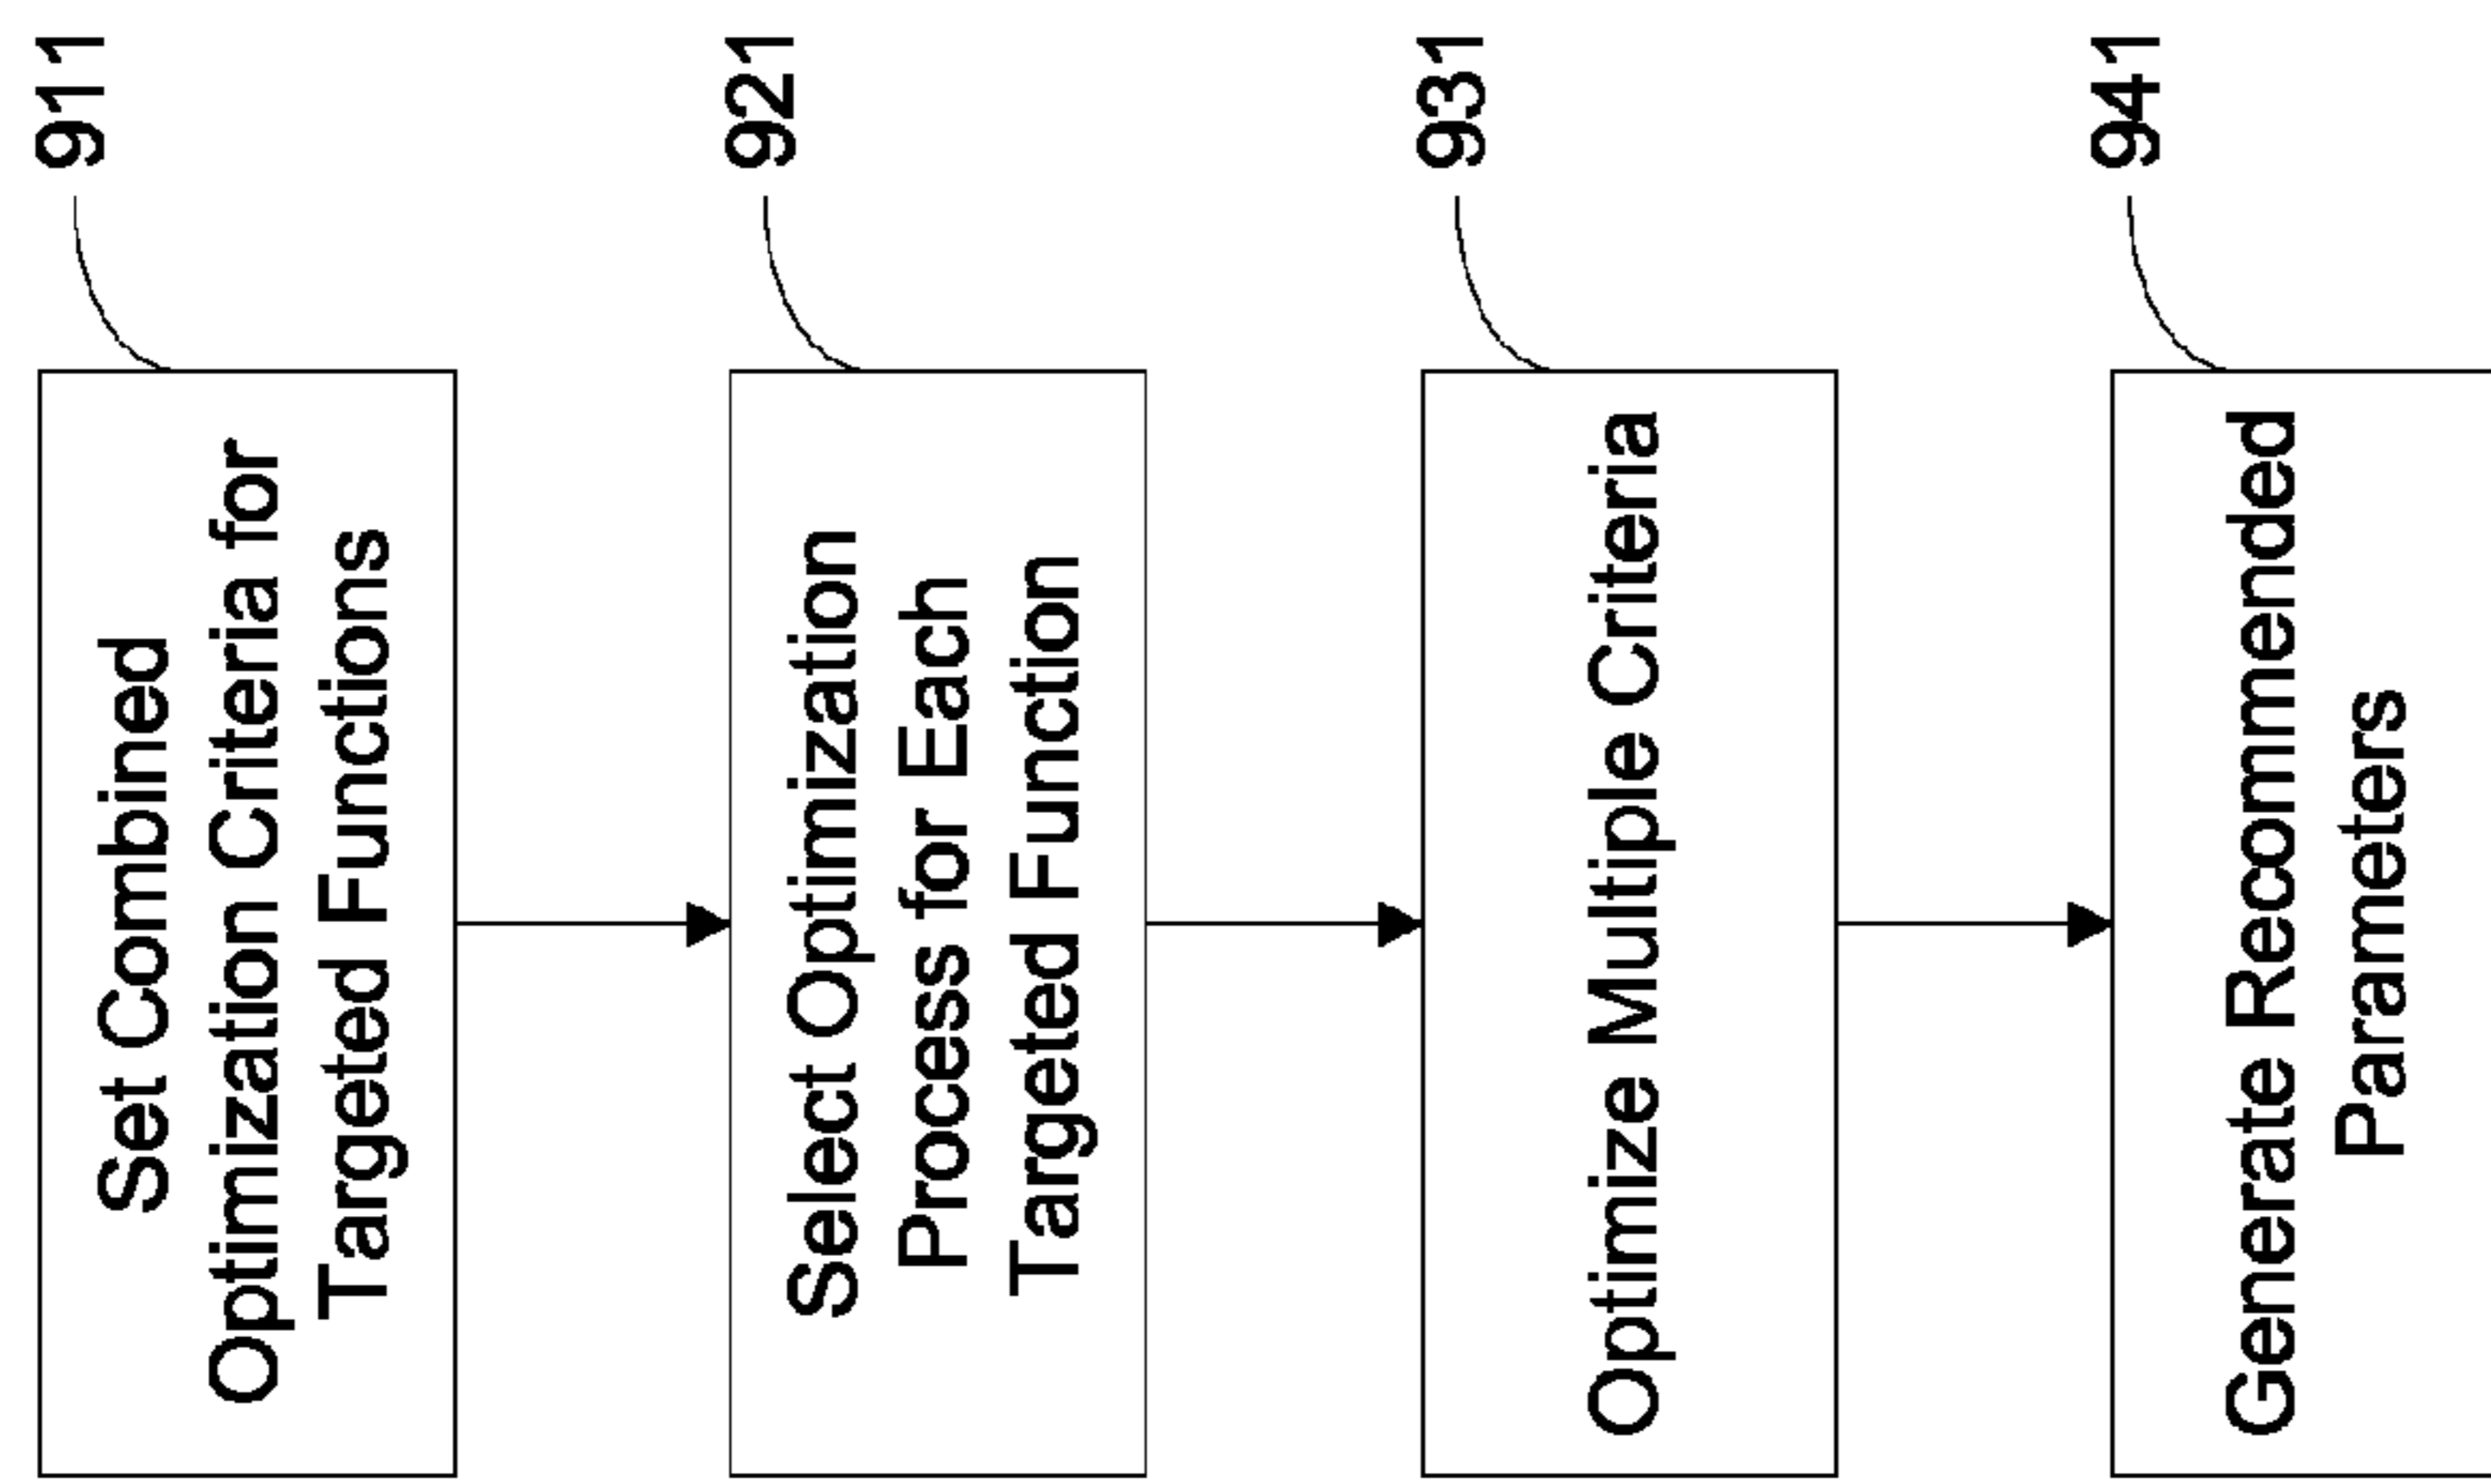 911
Set Combined
Optimization Criteria for
Targeted Functions
921
Select Optimization
Process for Each
Targeted Function
931
Optimize Multiple Criteria
941
Generate Recommended
Parameters